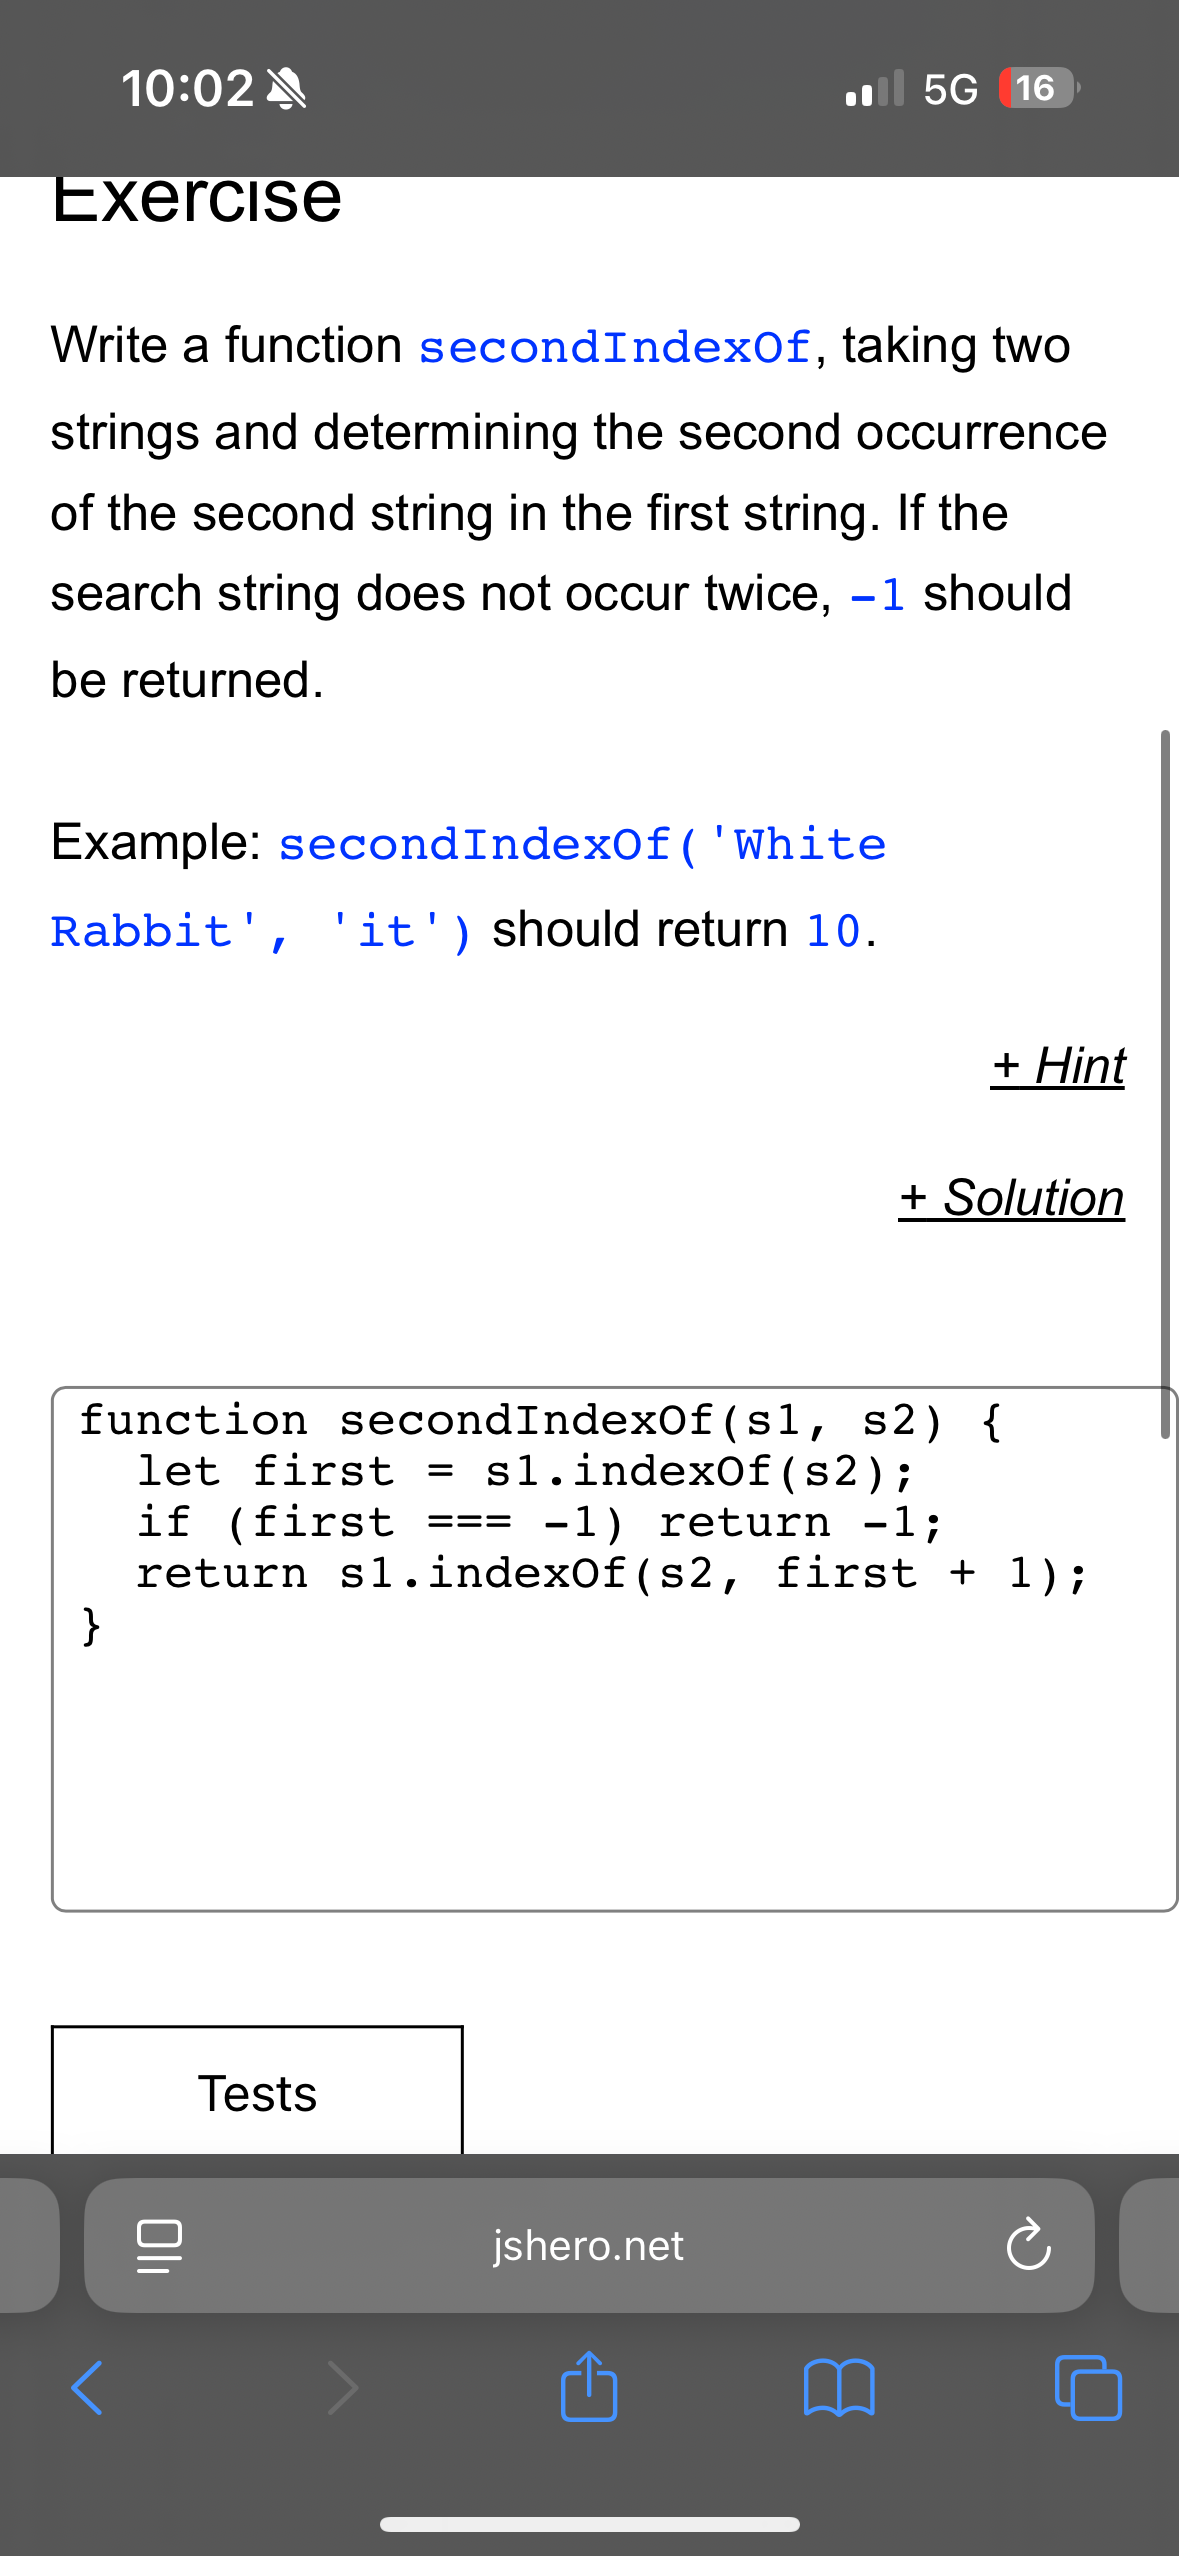 10:02
5G 16
Exercise
Write a function secondIndexOf, taking two
strings and determining the second occurrence
of the second string in the first string. If the
search string does not occur twice, -1 should
be returned.
Example: secondIndexOf('White
Rabbit', 'it') should return 10.
+ Hint
+ Solution
function secondIndexOf(s1, s2) {
  let first = s1.indexOf(s2);
  if (first === -1) return -1;
  return s1.indexOf(s2, first + 1);
}
Tests
jshero.net